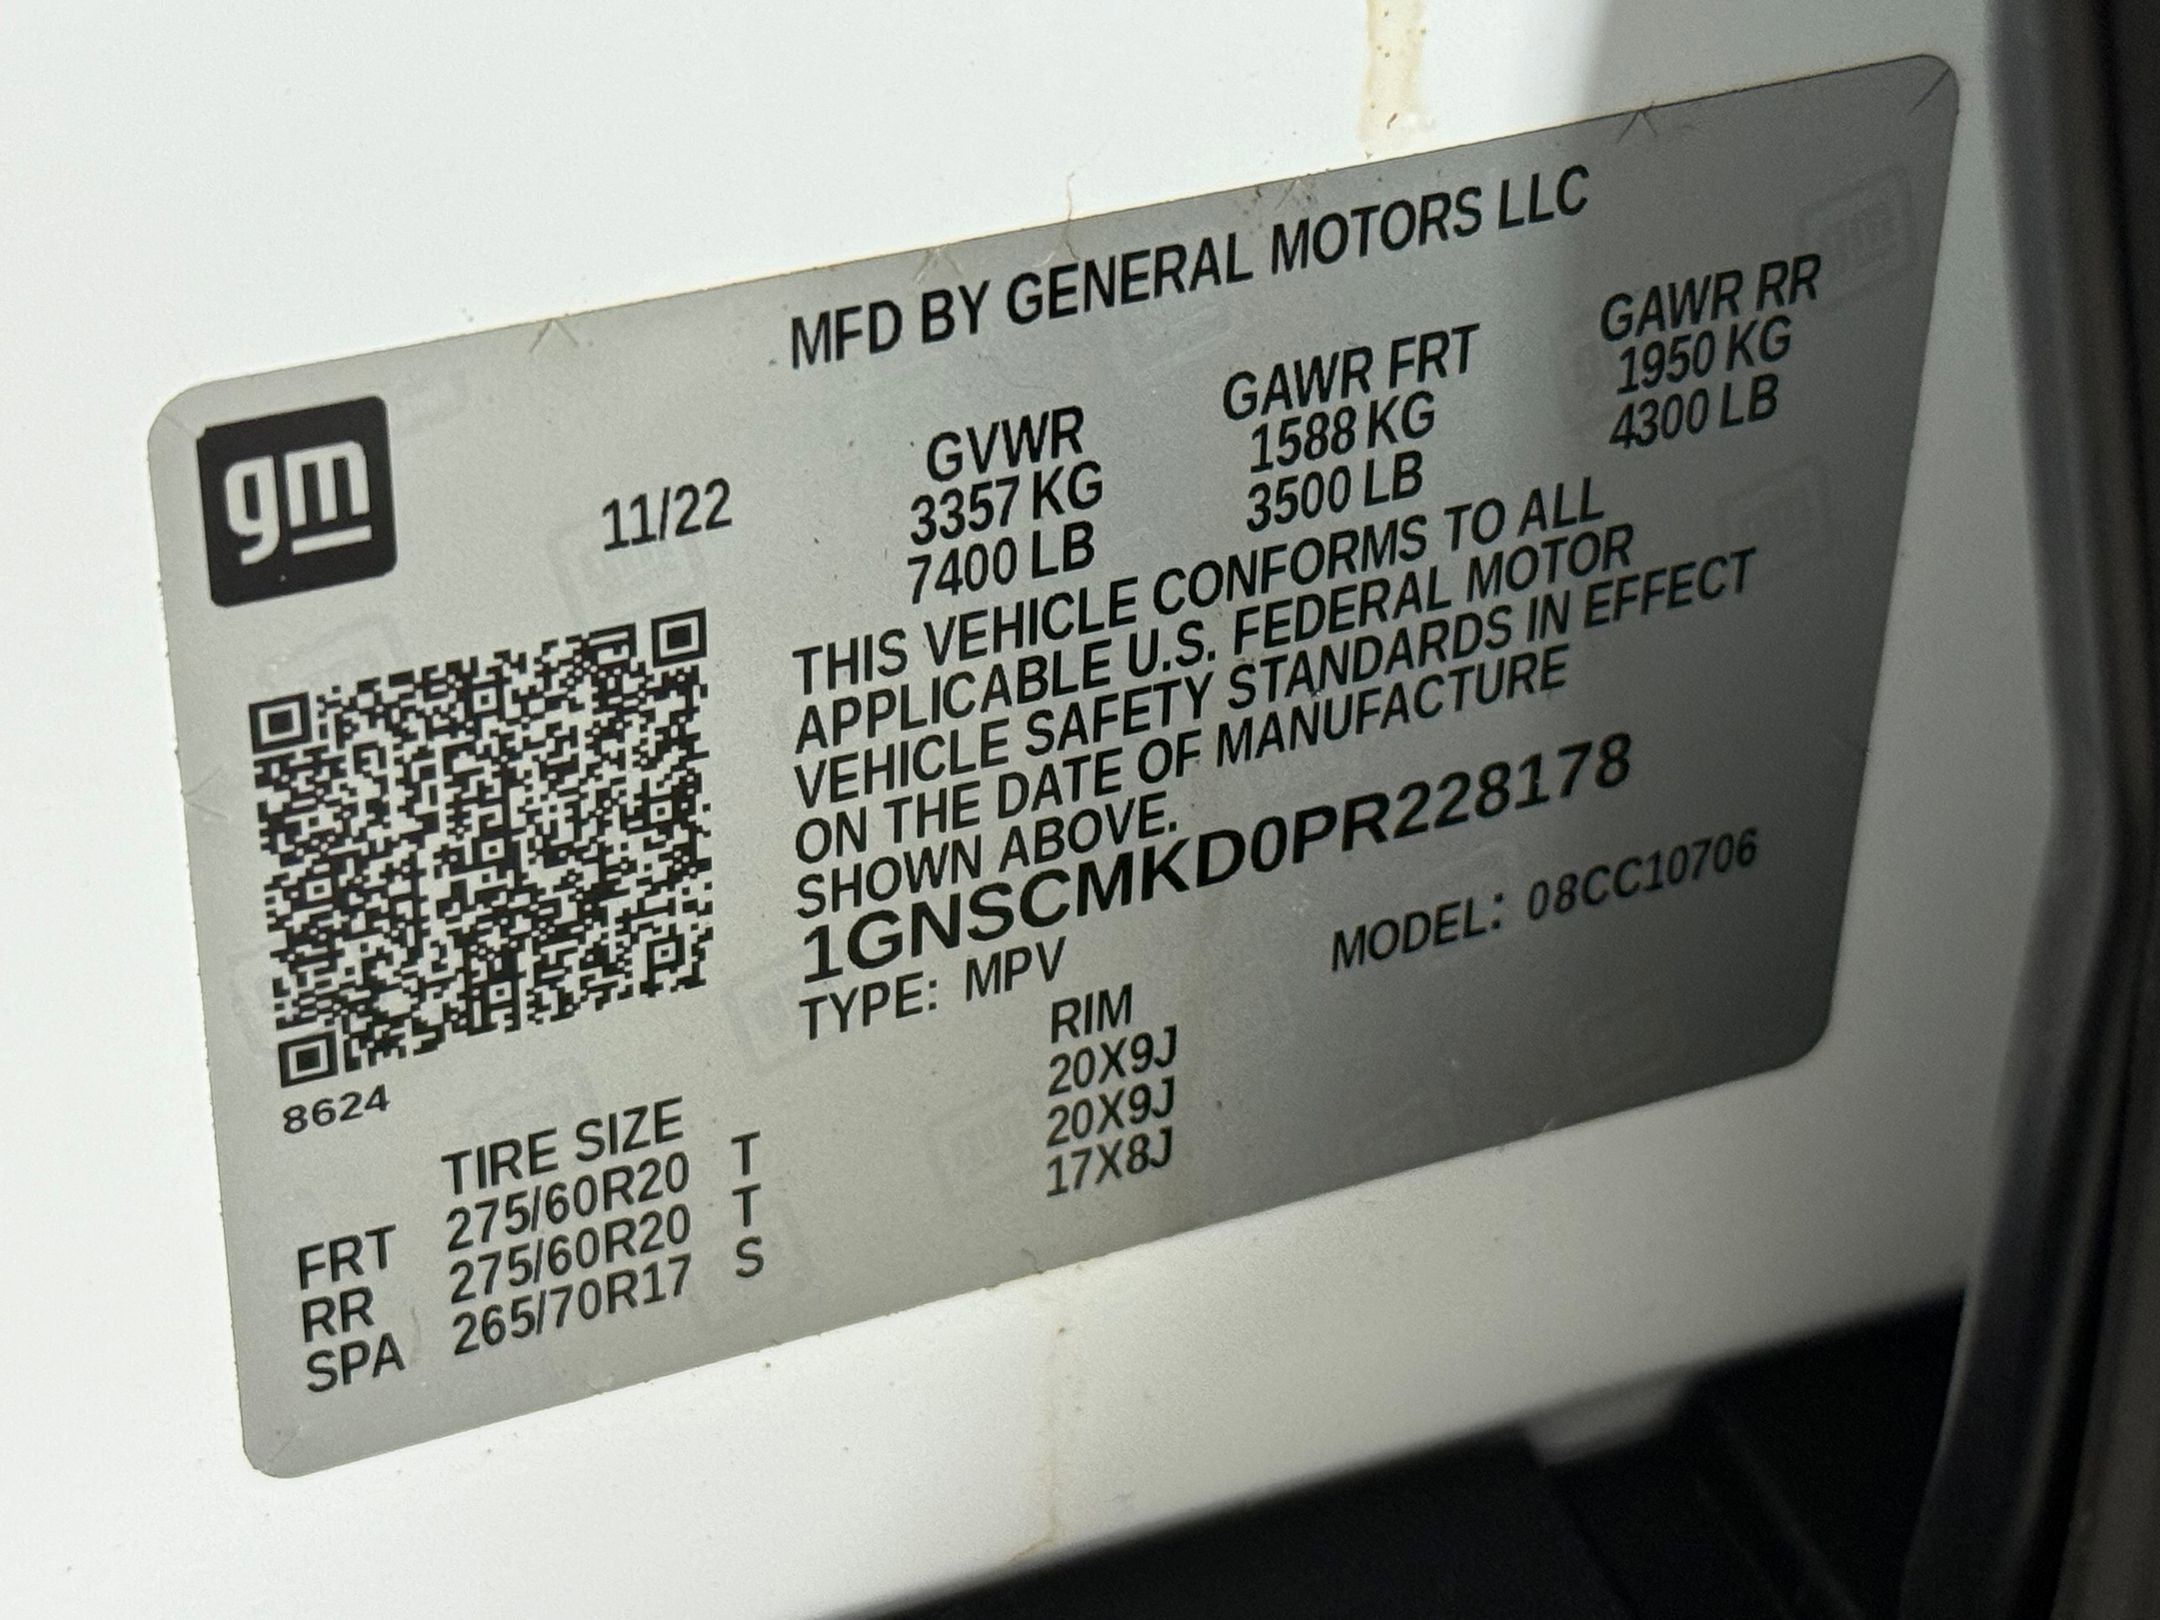 MFD BY GENERAL MOTORS LLC
gm
11/22
GVWR GAWR FRT GAWR RR
3357 KG 1588 KG 1950 KG
7400 LB 3500 LB 4300 LB
THIS VEHICLE CONFORMS TO ALL
APPLICABLE U.S. FEDERAL MOTOR
VEHICLE SAFETY STANDARDS IN EFFECT
ON THE DATE OF MANUFACTURE
SHOWN ABOVE.
1GNSCMKD0PR228178
TYPE: MPV MODEL: 08CC10706
8624
TIRE SIZE RIM
FRT 275/60R20 T 20X9J
RR 275/60R20 T 20X9J
SPA 265/70R17 S 17X8J